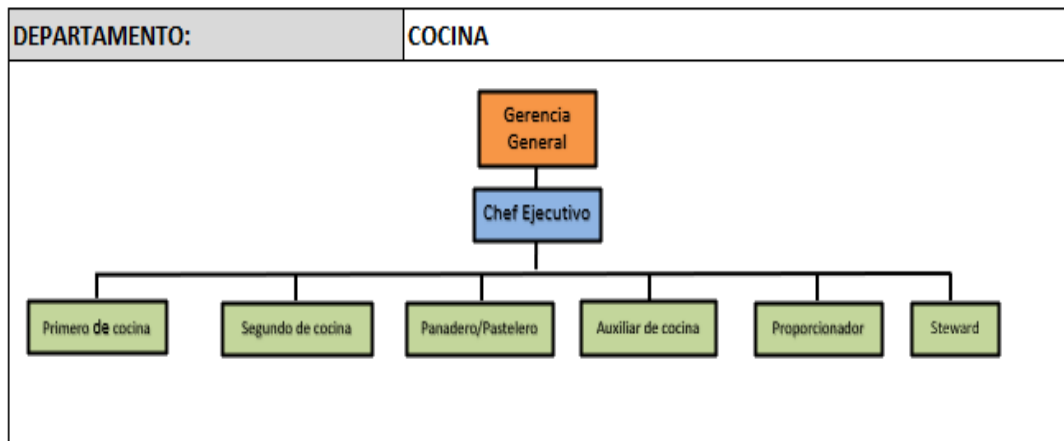 DEPARTAMENTO: COCINA
Gerencia
General
Chef Ejecutivo
Primero de cocina
Segundo de cocina
Panadero/Pastelero
Auxiliar de cocina
Proporcionador
Steward